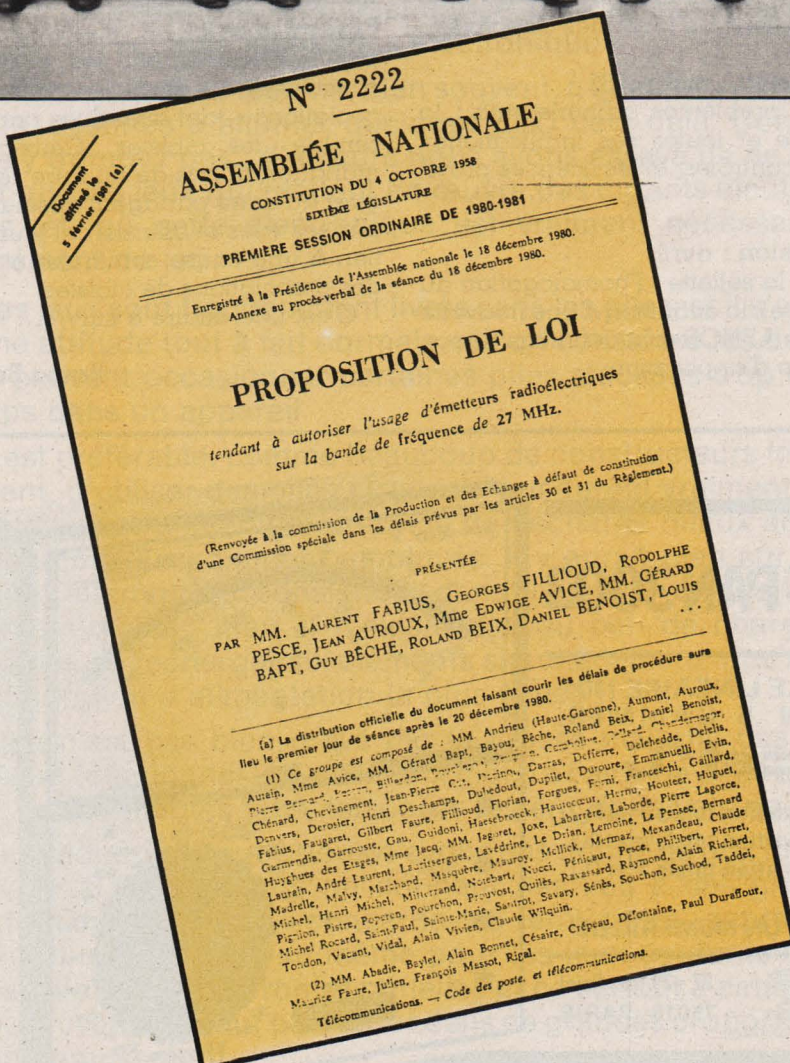 N° 2222
Document
diffusé le
5 février 1981 (a)
ASSEMBLÉE NATIONALE
CONSTITUTION DU 4 OCTOBRE 1958
SIXIÈME LÉGISLATURE
PREMIÈRE SESSION ORDINAIRE DE 1980-1981
Enregistré à la Présidence de l'Assemblée nationale le 18 décembre 1980.
Annexe au procès-verbal de la séance du 18 décembre 1980.
PROPOSITION DE LOI
tendant à autoriser l'usage d'émetteurs radioélectriques
sur la bande de fréquence de 27 MHz.
(Renvoyée à la commission de la Production et des Echanges à défaut de constitution
d'une Commission spéciale dans les délais prévus par les articles 30 et 31 du Règlement.)
PRÉSENTÉE
PAR MM. LAURENT FABIUS, GEORGES FILLIOUD, RODOLPHE
PESCE, JEAN AUROUX, Mme EDWIGE AVICE, MM. GÉRARD
BAPT, GUY BÊCHE, ROLAND BEIX, DANIEL BENOIST, LOUIS
...
(a) La distribution officielle du document faisant courir les délais de procédure aura
lieu le premier jour de séance après le 20 décembre 1980.
(1) Ce groupe est composé de : MM. Andrieu (Haute-Garonne), Aumont, Auroux,
Autain, Mme Avice, MM. Gérard Bapt, Bayou, Bêche, Roland Beix, Daniel Benoist,
Pierre Bernard, Billardon, Chandernagor,
Chénard, Chevènement, Jean-Pierre Cot, Darinot, Darras, Defferre, Delehedde, Delelis,
Denvers, Derosier, Henri Deschamps, Dubedout, Dupilet, Duroure, Emmanuelli, Evin,
Fabius, Faugaret, Gilbert Faure, Fillioud, Florian, Forgues, Forni, Franceschi, Gaillard,
Garmendia, Garrouste, Gau, Guidoni, Haesebroeck, Hautecœur, Hernu, Houteer, Huguet,
Huyghues des Etages, Mme Jacq, MM. Jagoret, Joxe, Labarrère, Laborde, Pierre Lagorce,
Laurain, André Laurent, Laurissergues, Lavédrine, Le Drian, Lemoine, Le Pensec, Bernard
Madrelle, Malvy, Marchand, Masquère, Mauroy, Mellick, Mermaz, Mexandeau, Claude
Michel, Henri Michel, Mitterrand, Notebart, Nucci, Pénicaut, Pesce, Philibert, Pierret,
Pignion, Pistre, Poperen, Pourchon, Prouvost, Quilès, Ravassard, Raymond, Alain Richard,
Michel Rocard, Saint-Paul, Sainte-Marie, Santrot, Savary, Sénès, Souchon, Suchod, Taddei,
Tondon, Vacant, Vidal, Alain Vivien, Claude Wilquin.
(2) MM. Abadie, Baylet, Alain Bonnet, Césaire, Crépeau, Defontaine, Paul Duraffour,
Maurice Faure, Julien, François Massot, Rigal.
Télécommunications. — Code des poste. et télécommunications.